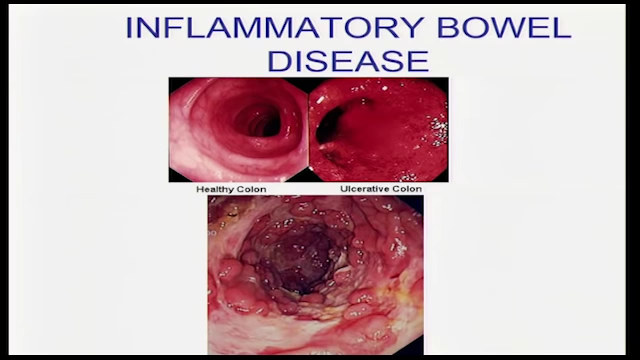 INFLAMMATORY BOWEL
DISEASE
Healthy Colon
Ulcerative Colon